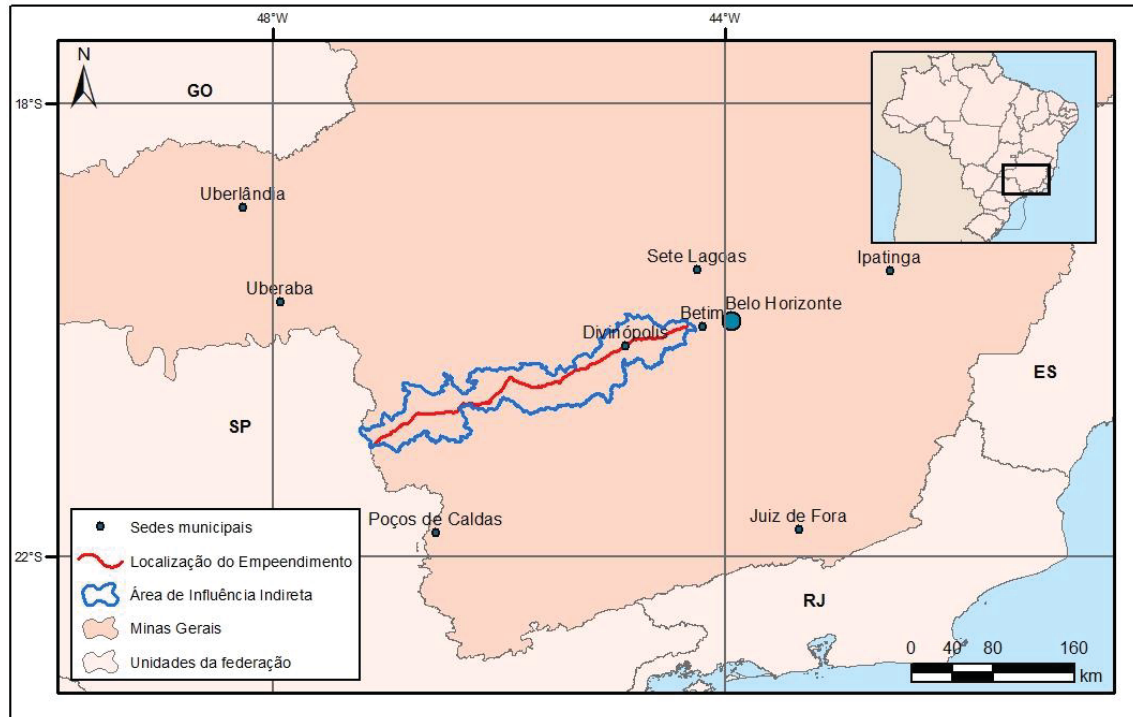 48°W
44°W
N
18°S
GO
Uberlândia
Sete Lagoas
Ipatinga
Uberaba
Betim
Belo Horizonte
Divinópolis
ES
SP
Poços de Caldas
Juiz de Fora
22°S
RJ
Sedes municipais
Localização do Empeendimento
Área de Influência Indireta
Minas Gerais
Unidades da federação
0 40 80 160
km